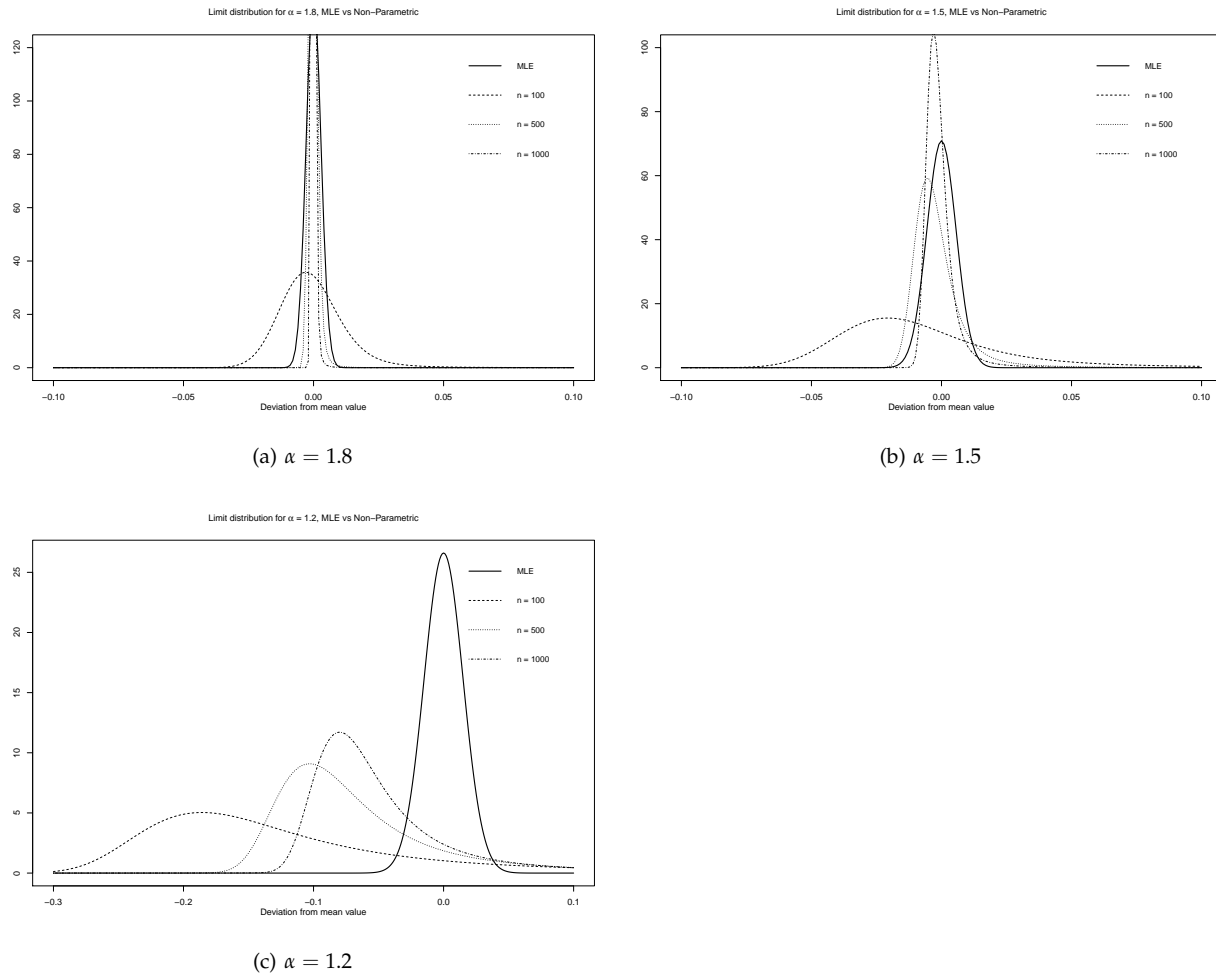 Limit distribution for α = 1.8, MLE vs Non−Parametric
120
100
80
60
40
20
0
MLE
n = 100
n = 500
n = 1000
−0.10
−0.05
0.00
0.05
0.10
Deviation from mean value
(a) α = 1.8
Limit distribution for α = 1.5, MLE vs Non−Parametric
100
80
60
40
20
0
MLE
n = 100
n = 500
n = 1000
−0.10
−0.05
0.00
0.05
0.10
Deviation from mean value
(b) α = 1.5
Limit distribution for α = 1.2, MLE vs Non−Parametric
25
20
15
10
5
0
MLE
n = 100
n = 500
n = 1000
−0.3
−0.2
−0.1
0.0
0.1
Deviation from mean value
(c) α = 1.2